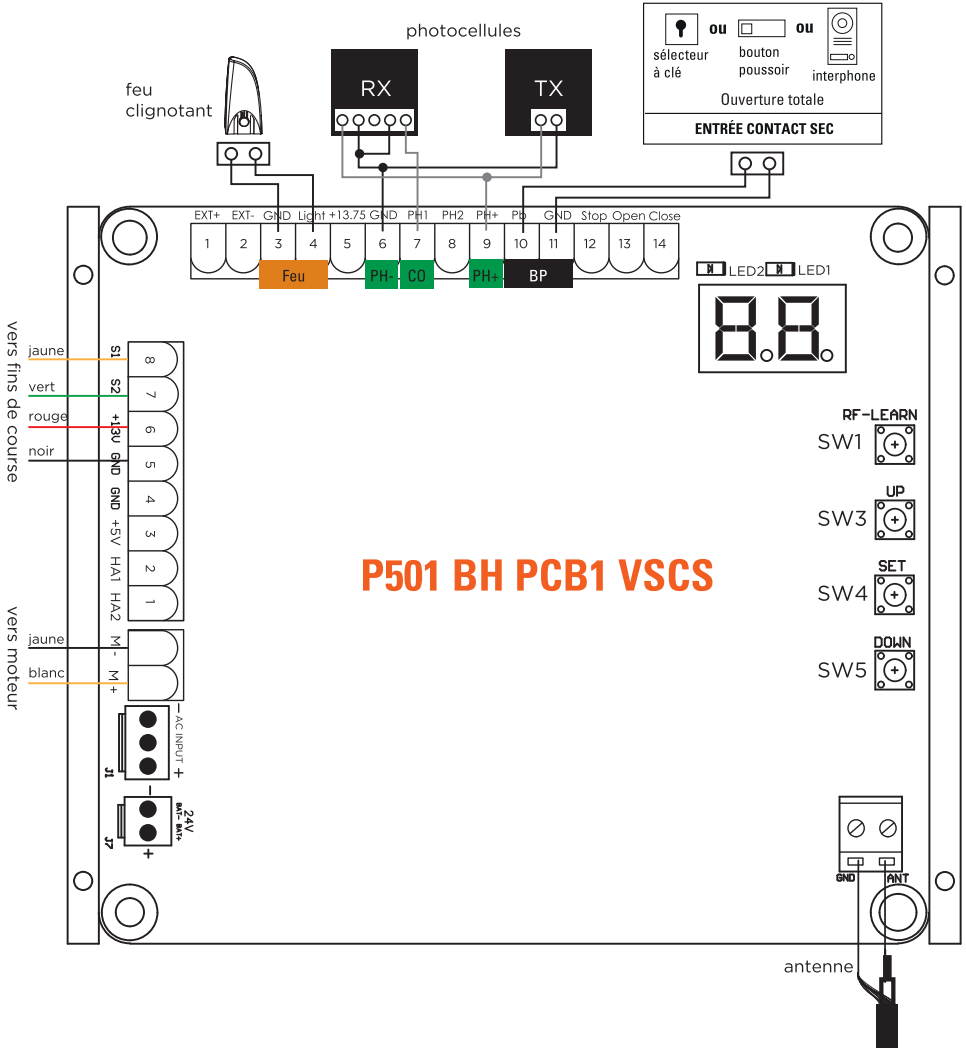 photocellules
ou
ou
sélecteur
à clé
bouton
poussoir
interphone
Ouverture totale
ENTRÉE CONTACT SEC
feu
clignotant
RX
TX
EXT+ EXT- GND Light +13.75 GND PH1 PH2 PH+ Pb GND Stop Open Close
1 2 3 4 5 6 7 8 9 10 11 12 13 14
Feu PH- CO PH+ BP
LED2 LED1
8.8.
vers fins de course
jaune S1 8
vert S2 7
rouge +13V 6
noir GND 5
GND 4
+5V 3
HA1 2
HA2 1
vers moteur
jaune M -
blanc M +
P501 BH PCB1 VSCS
RF-LEARN
SW1
UP
SW3
SET
SW4
DOWN
SW5
- AC INPUT +
J1
-
24V
BAT- BAT+
J7
+
GND ANT
antenne